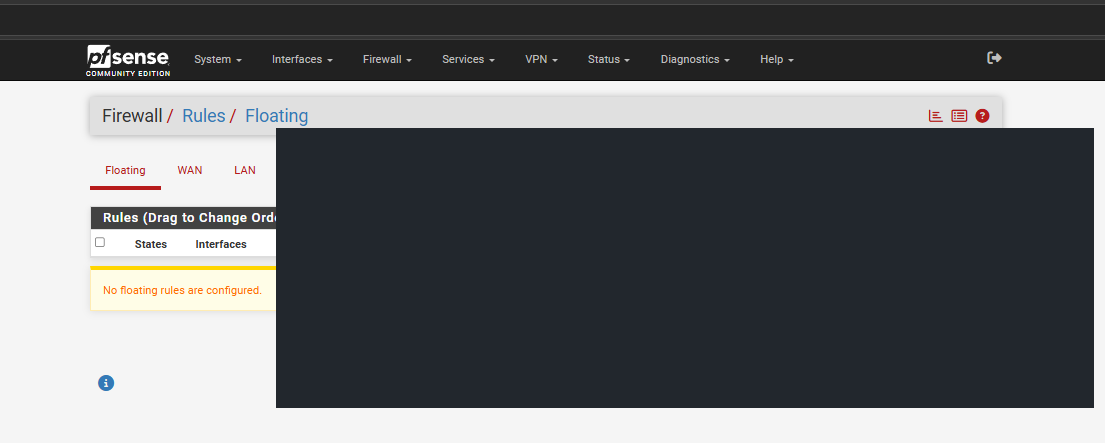 pfsense
COMMUNITY EDITION
System Interfaces Firewall Services VPN Status Diagnostics Help
Firewall / Rules / Floating
Floating WAN LAN
Rules (Drag to Change
States Interfaces
No floating rules are configured.